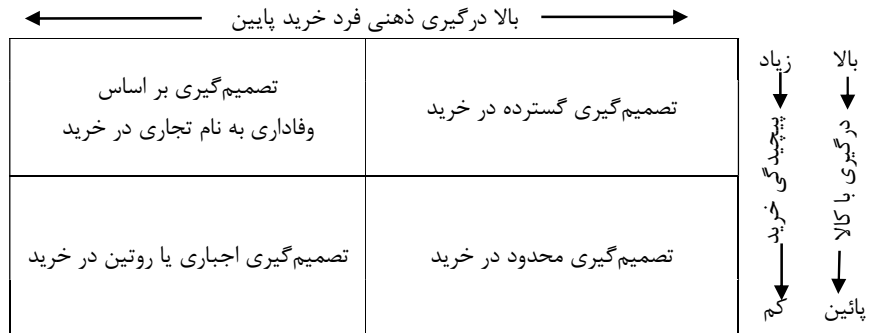 بالا درگیری ذهنی فرد خرید پایین
بالا
درگیری با کالا
پائین
زیاد
پیچیدگی خرید
کم
تصمیم‌گیری گسترده در خرید
تصمیم‌گیری بر اساس
وفاداری به نام تجاری در خرید
تصمیم‌گیری محدود در خرید
تصمیم‌گیری اجباری یا روتین در خرید